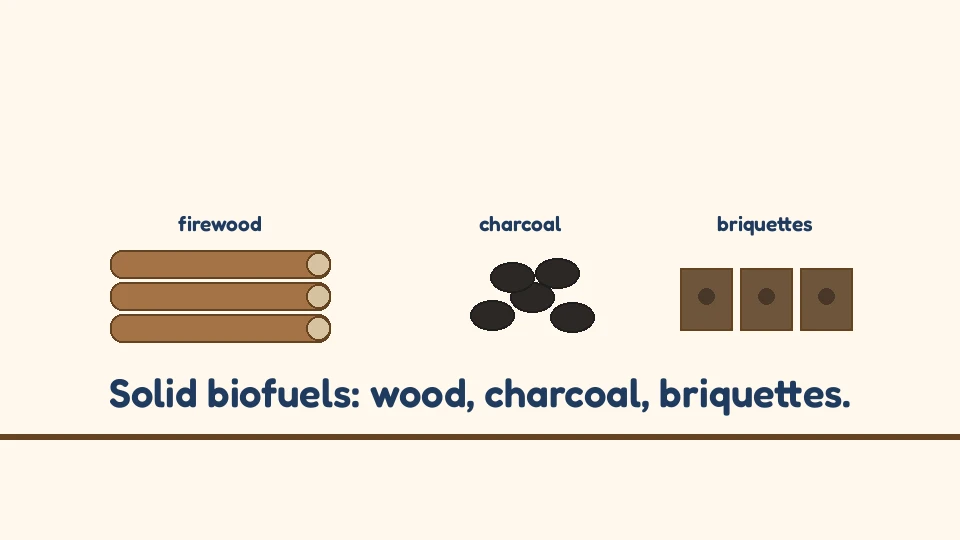 firewood
charcoal
briquettes
Solid biofuels: wood, charcoal, briquettes.